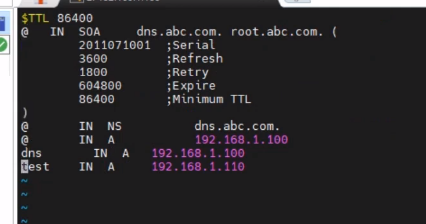 $TTL 86400
@ IN SOA dns.abc.com. root.abc.com. (
2011071001 ;Serial
3600 ;Refresh
1800 ;Retry
604800 ;Expire
86400 ;Minimum TTL
)
@ IN NS dns.abc.com.
@ IN A 192.168.1.100
dns IN A 192.168.1.100
test IN A 192.168.1.110
~
~
~
~